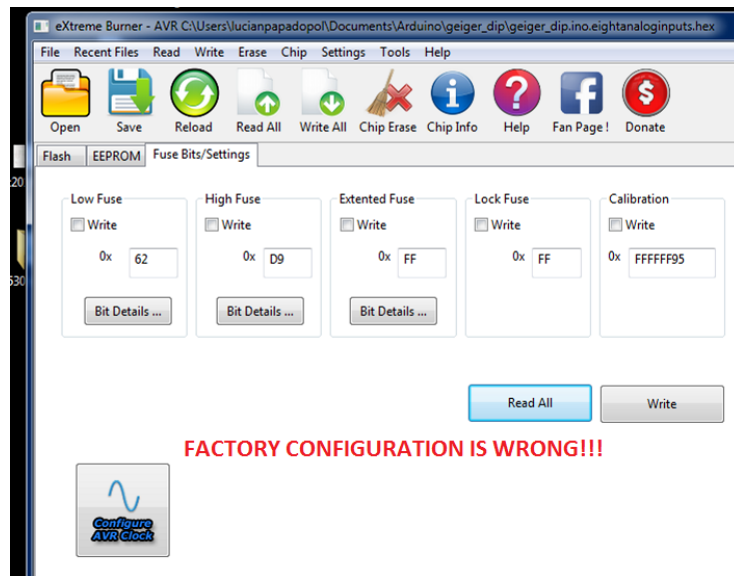 eXtreme Burner - AVR C:\Users\lucianpapadopol\Documents\Arduino\geiger_dip\geiger_dip.ino.eightanaloginputs.hex
File Recent Files Read Write Erase Chip Settings Tools Help
Open Save Reload Read All Write All Chip Erase Chip Info Help Fan Page ! Donate
Flash EEPROM Fuse Bits/Settings
Low Fuse High Fuse Extented Fuse Lock Fuse Calibration
Write Write Write Write Write
0x 62 0x D9 0x FF 0x FF 0x FFFFFF95
Bit Details ... Bit Details ... Bit Details ...
Read All Write
FACTORY CONFIGURATION IS WRONG!!!
Configure
AVR Clock